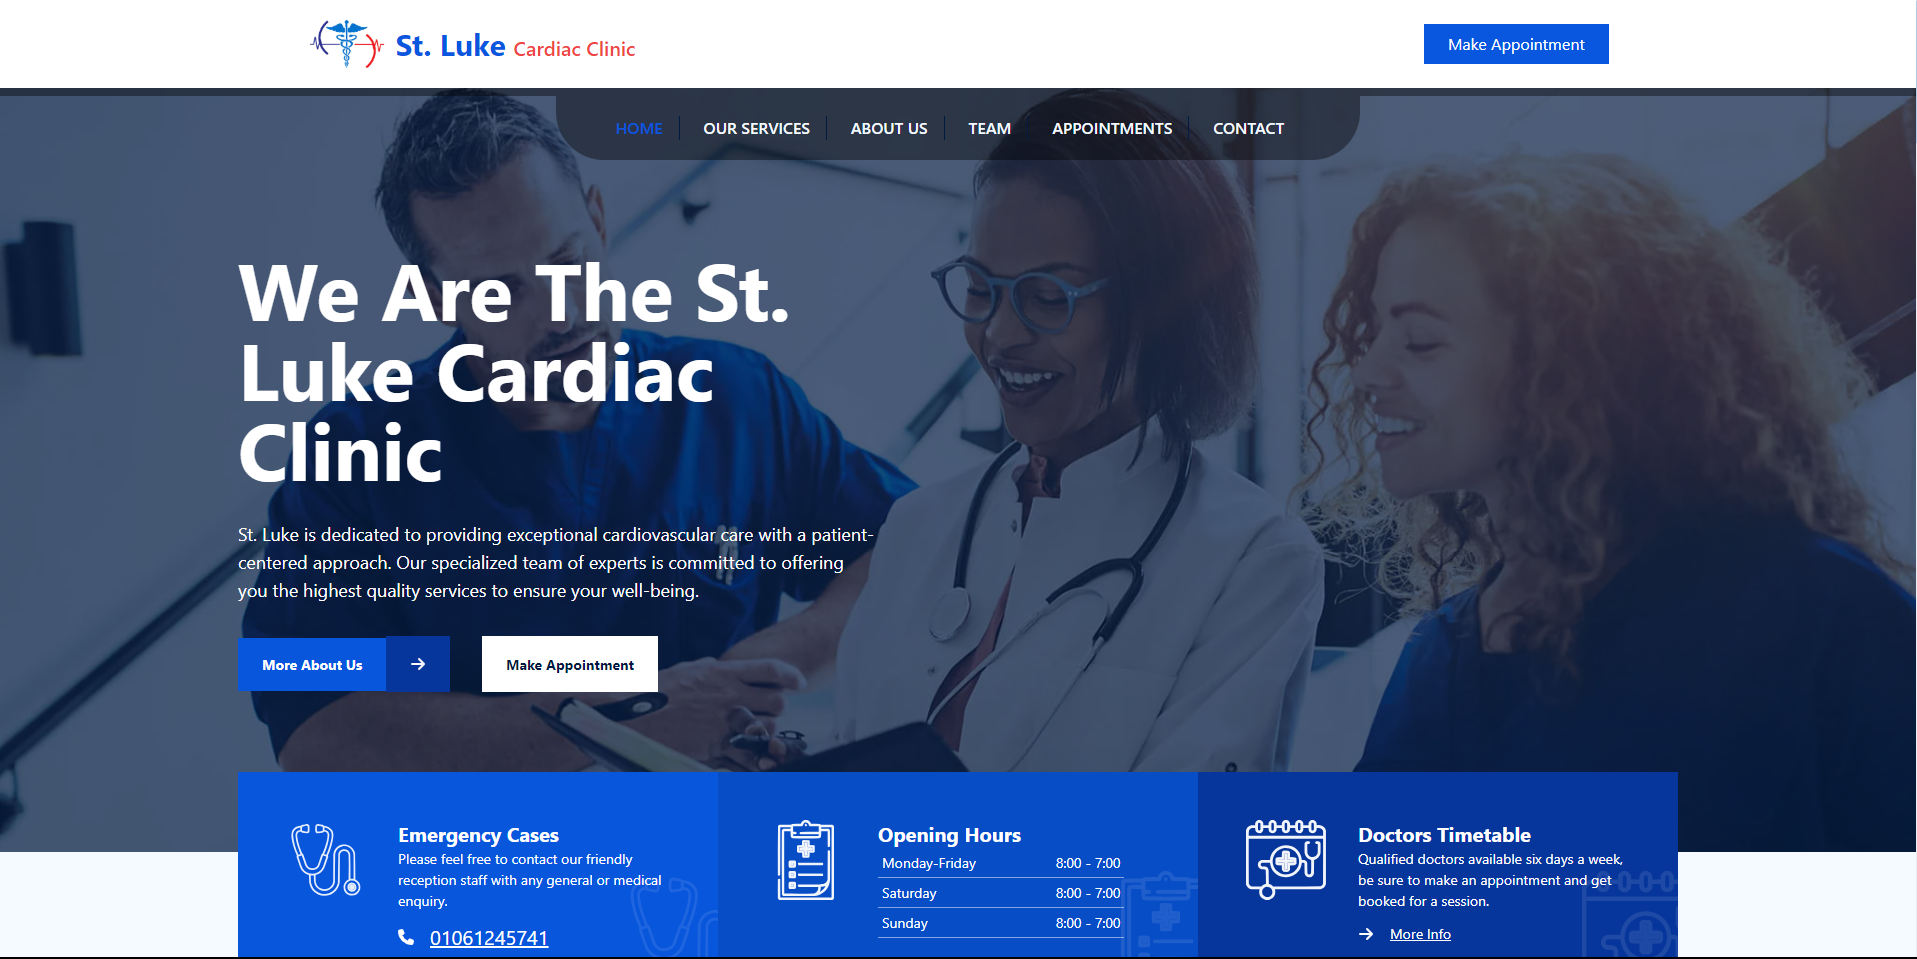 St. Luke Cardiac Clinic
Make Appointment
HOME
OUR SERVICES
ABOUT US
TEAM
APPOINTMENTS
CONTACT
We Are The St.
Luke Cardiac
Clinic
St. Luke is dedicated to providing exceptional cardiovascular care with a patient-
centered approach. Our specialized team of experts is committed to offering
you the highest quality services to ensure your well-being.
More About Us
Make Appointment
Emergency Cases
Please feel free to contact our friendly
reception staff with any general or medical
enquiry.
01061245741
Opening Hours
Monday-Friday 8:00 - 7:00
Saturday 8:00 - 7:00
Sunday 8:00 - 7:00
Doctors Timetable
Qualified doctors available six days a week,
be sure to make an appointment and get
booked for a session.
More Info